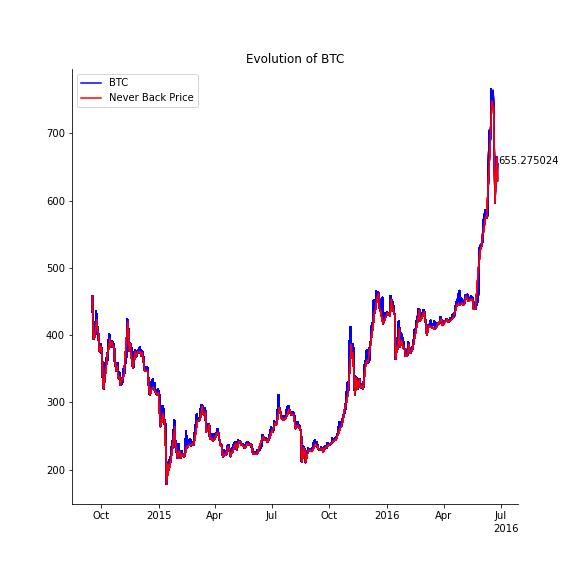 Evolution of BTC
BTC
Never Back Price
700
600
500
400
300
200
655.275024
Oct
2015
Apr
Jul
Oct
2016
Apr
Jul
2016